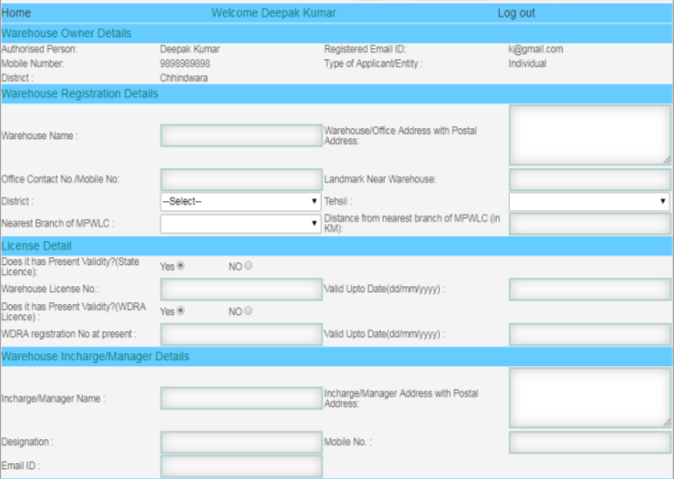 Home Welcome Deepak Kumar Log out
Warehouse Owner Details
Authorised Person: Deepak Kumar Registered Email ID: k@gmail.com
Mobile Number: 9898989898 Type of Applicant/Entity : Individual
District : Chhindwara
Warehouse Registration Details
Warehouse Name : Warehouse/Office Address with Postal
Address:
Office Contact No./Mobile No: Landmark Near Warehouse:
District : --Select-- Tehsil :
Nearest Branch of MPWLC : Distance from nearest branch of MPWLC (in
KM):
License Detail
Does it has Present Validity?(State
Licence): Yes NO
Warehouse License No.: Valid Upto Date(dd/mm/yyyy) :
Does it has Present Validity?(WDRA
Licence) : Yes NO
WDRA registration No at present : Valid Upto Date(dd/mm/yyyy) :
Warehouse Incharge/Manager Details
Incharge/Manager Name : Incharge/Manager Address with Postal
Address:
Designation : Mobile No. :
Email ID :